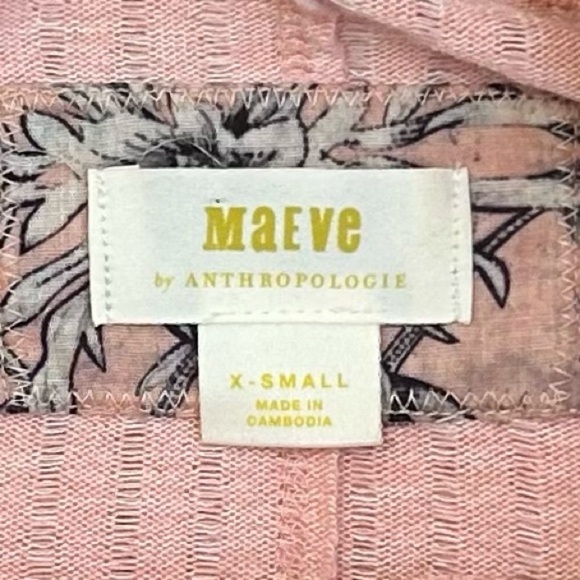 MaEve
by ANTHROPOLOGIE
X-SMALL
MADE IN
CAMBODIA